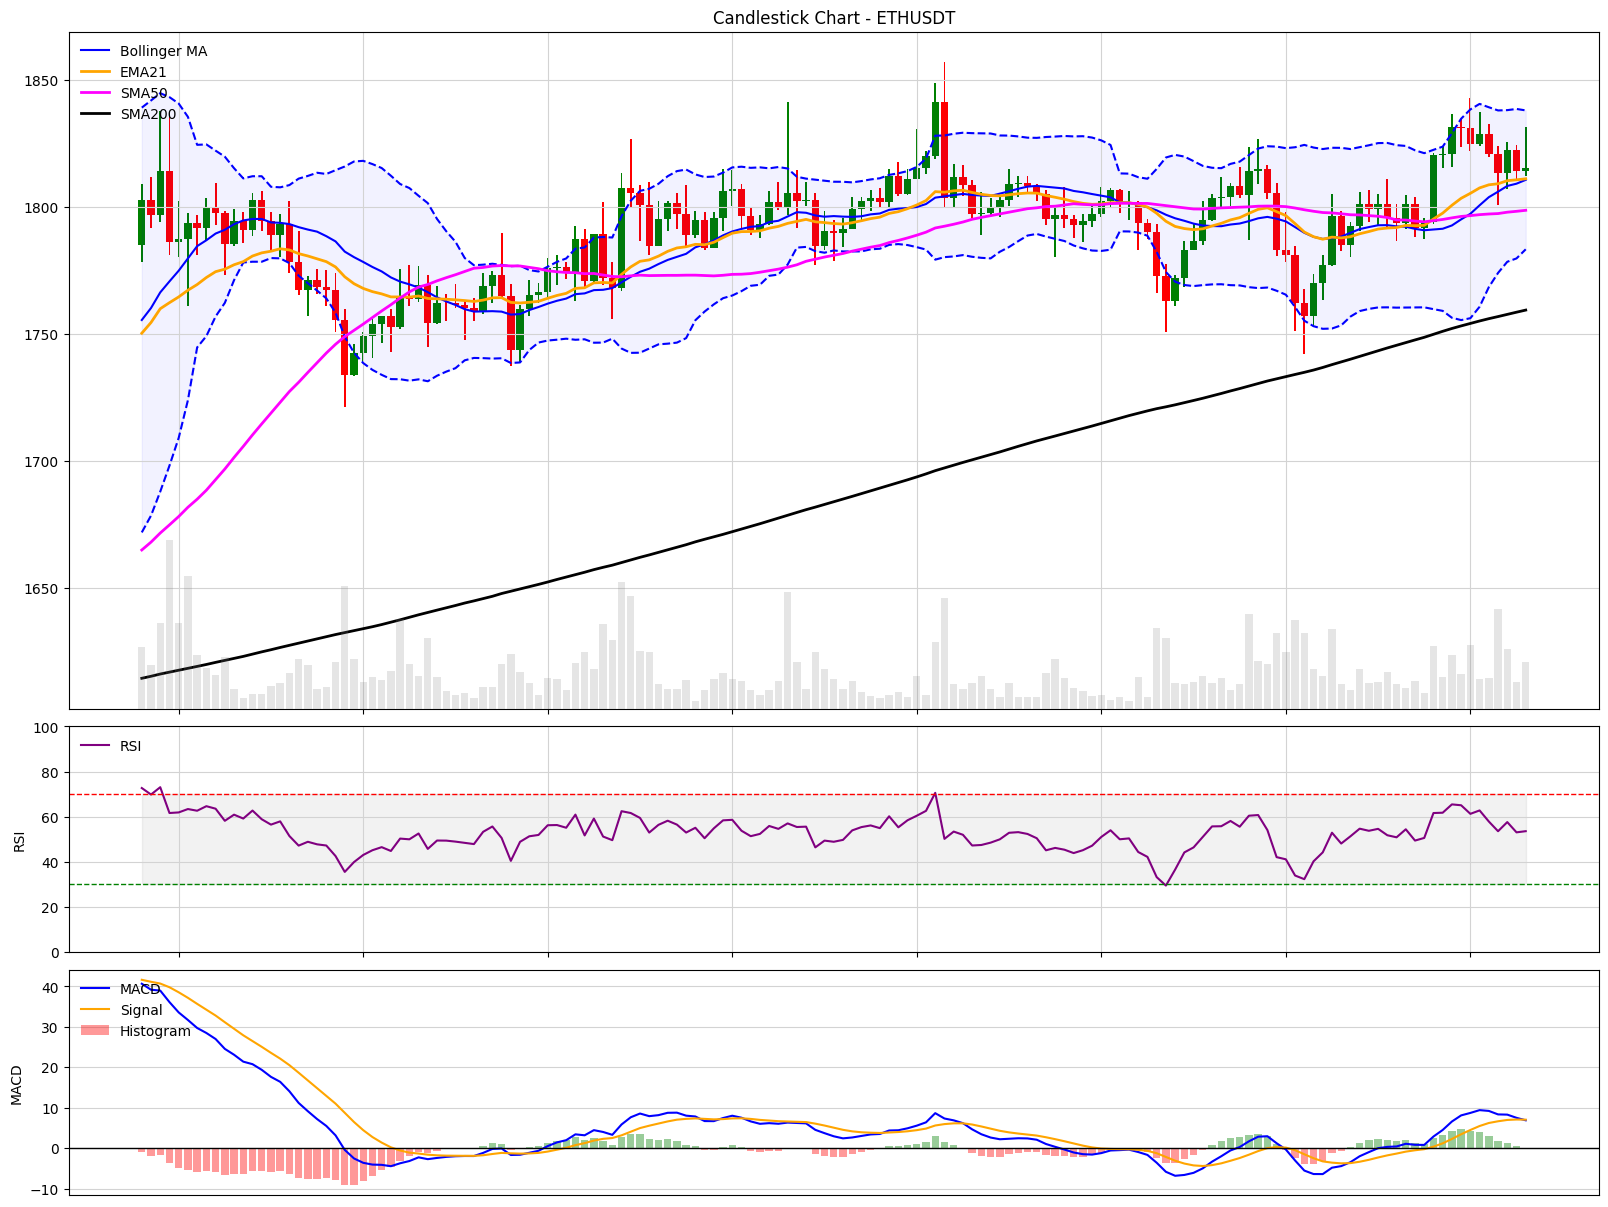 Candlestick Chart - ETHUSDT
Bollinger MA
EMA21
SMA50
SMA200
1850
1800
1750
1700
1650
RSI
100
80
60
40
20
0
RSI
MACD
Signal
Histogram
40
30
20
10
0
−10
MACD